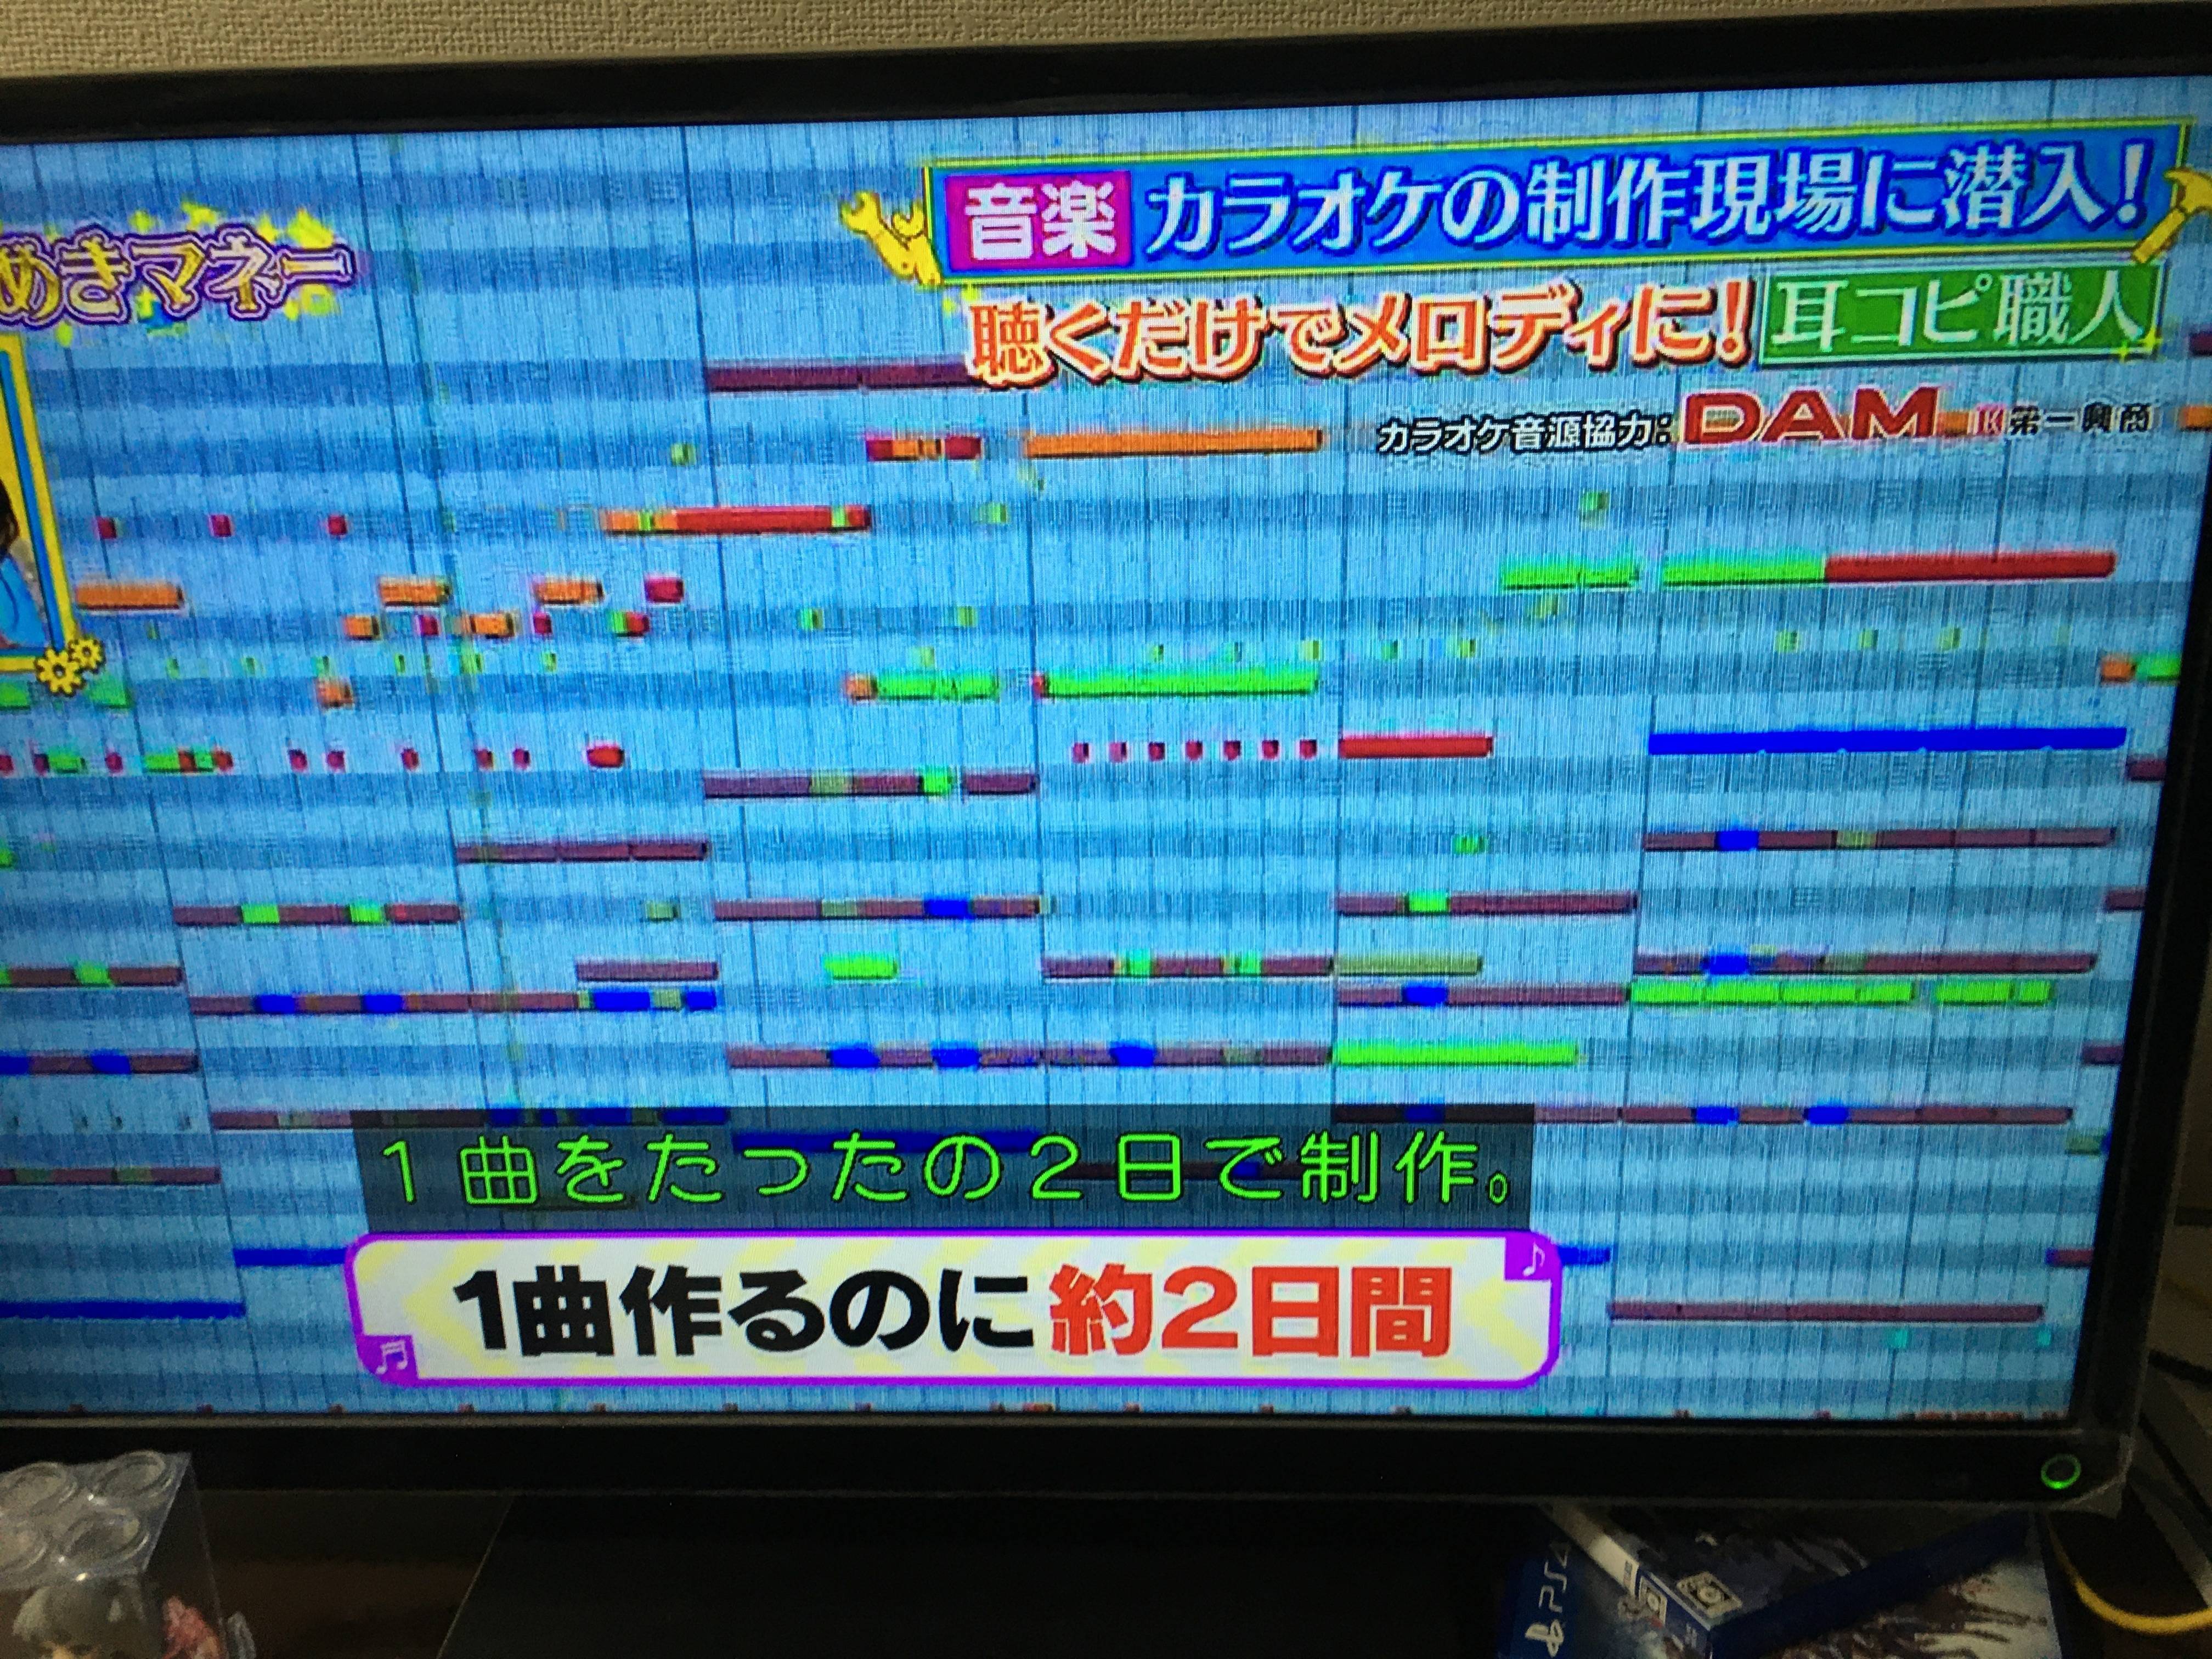 音楽 カラオケの制作現場に潜入!
めきマネー
聴くだけでメロディに! 耳コピ職人
カラオケ音源協力: DAM 第一興商
1曲をたったの2日で制作。
1曲作るのに約2日間
PS4